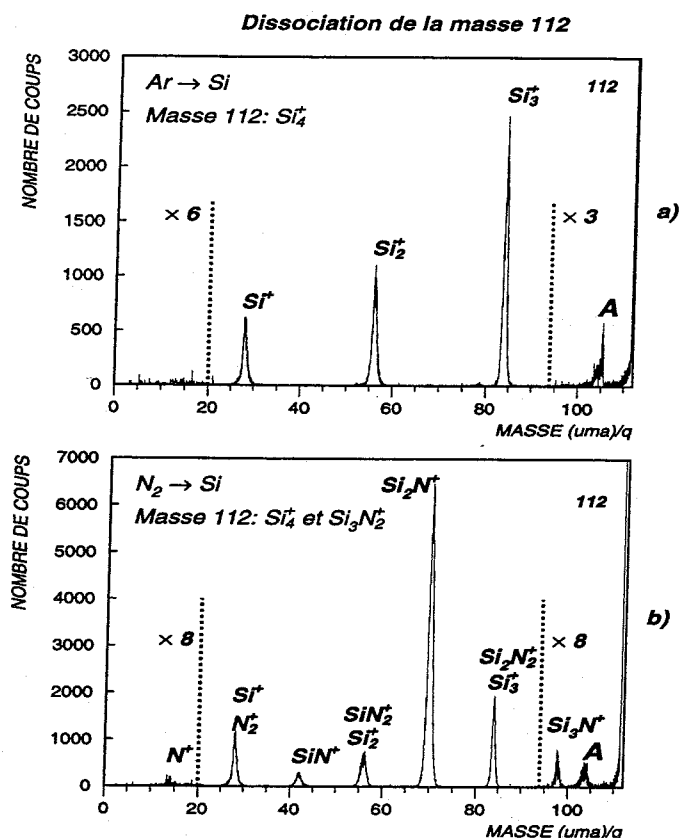 Dissociation de la masse 112
NOMBRE DE COUPS
3000
2500
2000
1500
1000
500
0
Ar → Si
Masse 112: Si₄⁺
112
× 6
× 3
Si⁺
Si₂⁺
Si₃⁺
A
a)
0 20 40 60 80 100
MASSE (uma)/q
NOMBRE DE COUPS
7000
6000
5000
4000
3000
2000
1000
0
N₂ → Si
Masse 112: Si₄⁺ et Si₃N₂⁺
112
× 8
× 8
N⁺
Si⁺
N₂⁺
SiN⁺
SiN₂⁺
Si₂⁺
Si₂N⁺
Si₂N₂⁺
Si₃⁺
Si₃N⁺
A
b)
0 20 40 60 80 100
MASSE (uma)/q